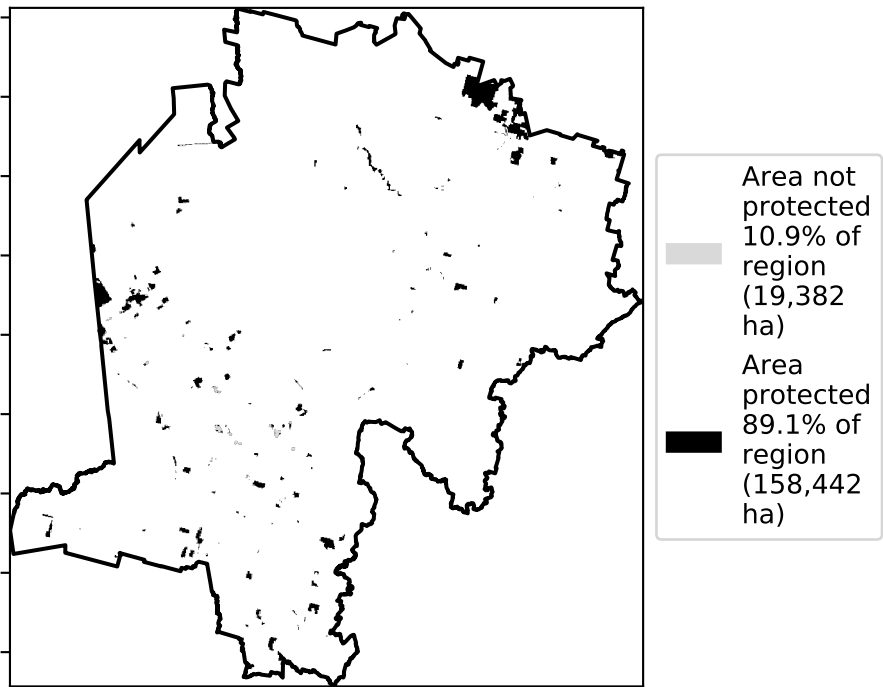 Area not
protected
10.9% of
region
(19,382
ha)
Area
protected
89.1% of
region
(158,442
ha)